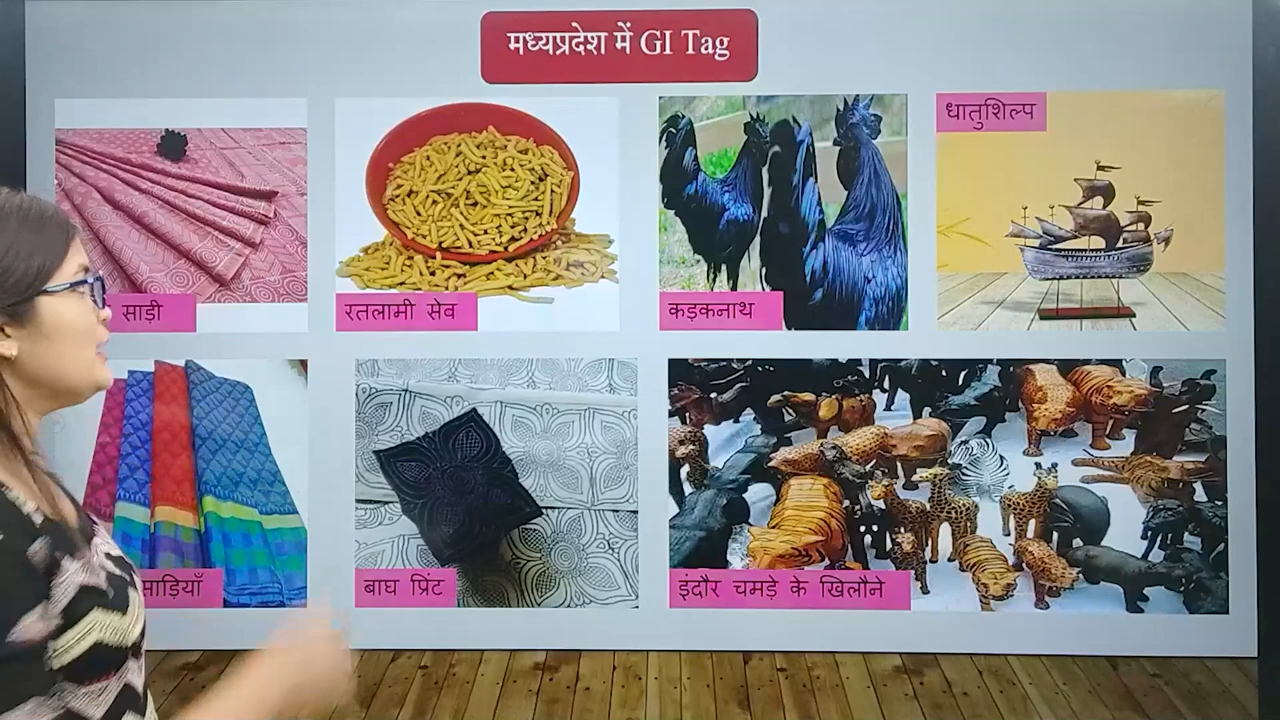 मध्यप्रदेश में GI Tag
धातुशिल्प
साड़ी
रतलामी सेव
कड़कनाथ
साड़ियाँ
बाघ प्रिंट
इंदौर चमड़े के खिलौने